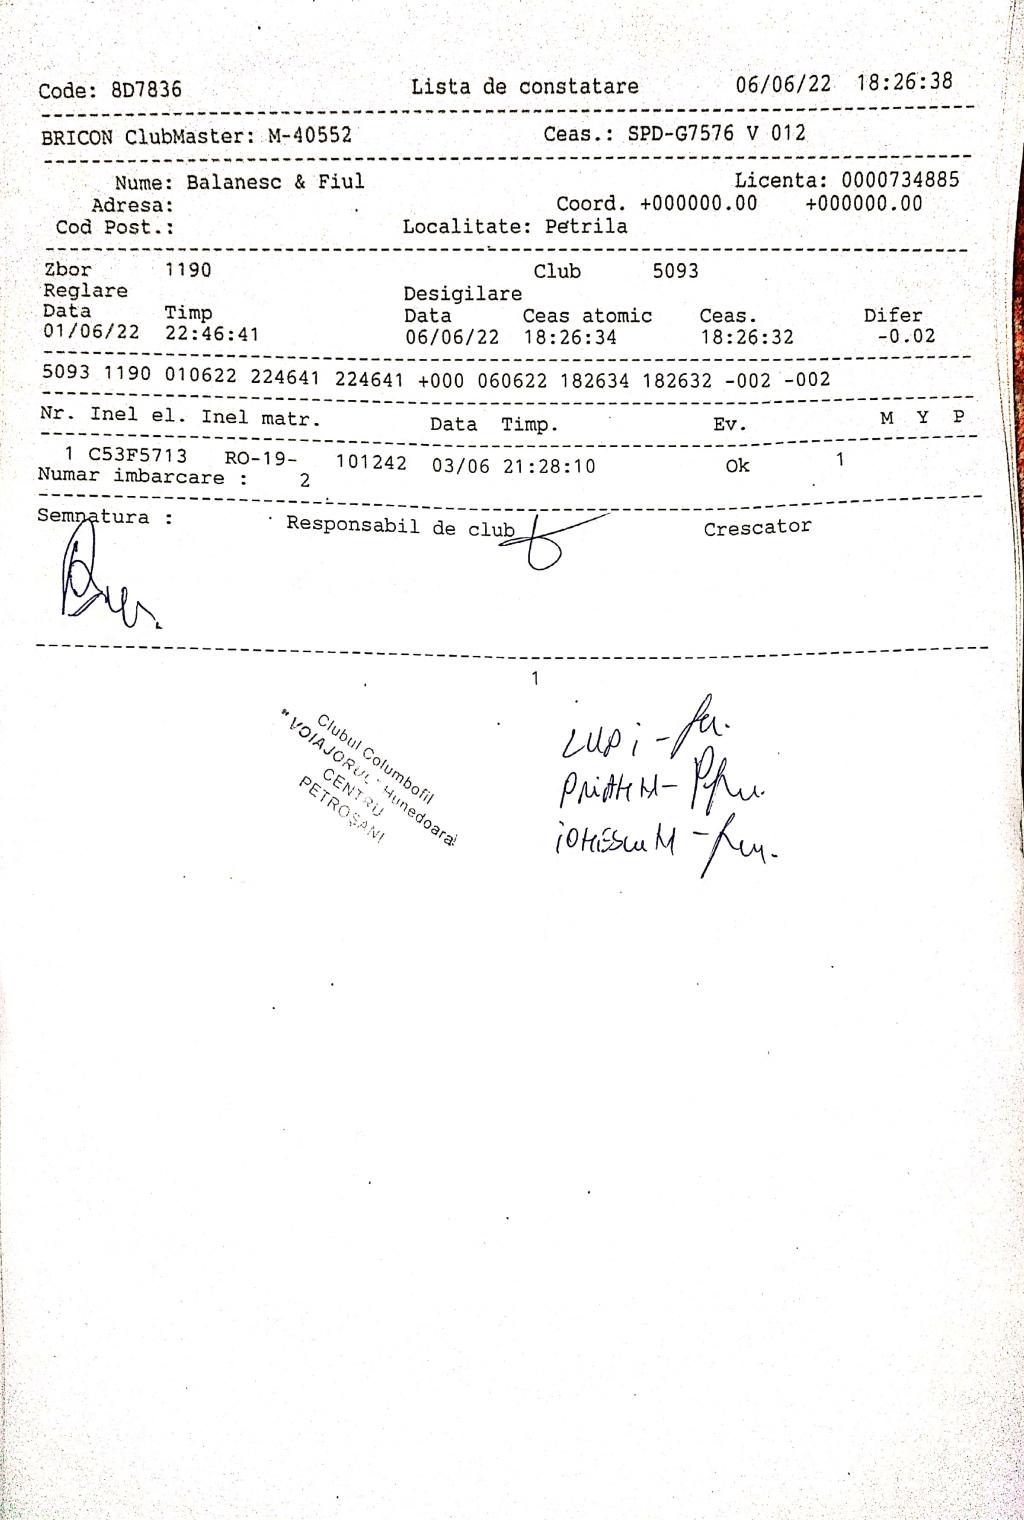 Code: 8D7836 Lista de constatare 06/06/22 18:26:38
BRICON ClubMaster: M-40552 Ceas.: SPD-G7576 V 012
Nume: Balanesc & Fiul Licenta: 0000734885
Adresa: Coord. +000000.00 +000000.00
Cod Post.: Localitate: Petrila
Zbor 1190 Club 5093
Reglare Desigilare
Data Timp Data Ceas atomic Ceas. Difer
01/06/22 22:46:41 06/06/22 18:26:34 18:26:32 -0.02
5093 1190 010622 224641 224641 +000 060622 182634 182632 -002 -002
Nr. Inel el. Inel matr. Data Timp. Ev. M Y P
1 C53F5713 RO-19- 101242 03/06 21:28:10 Ok 1
Numar imbarcare : 2
Semnatura : Responsabil de club Crescator
1
Clubul Columbofil
"VOIAJORUL" Hunedoara
CENTRU
PETROȘANI
LUP i -